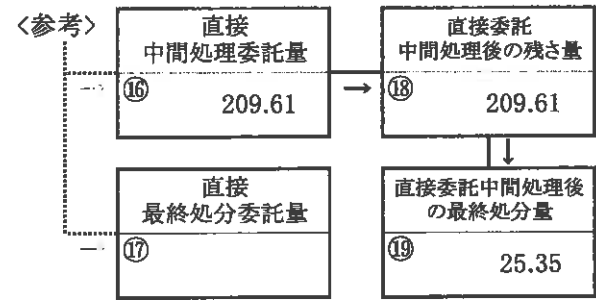 〈参考〉
直接
中間処理委託量
⑯
209.61
→
直接委託
中間処理後の残さ量
⑱
209.61
↓
直接
最終処分委託量
⑰
直接委託中間処理後
の最終処分量
⑲
25.35